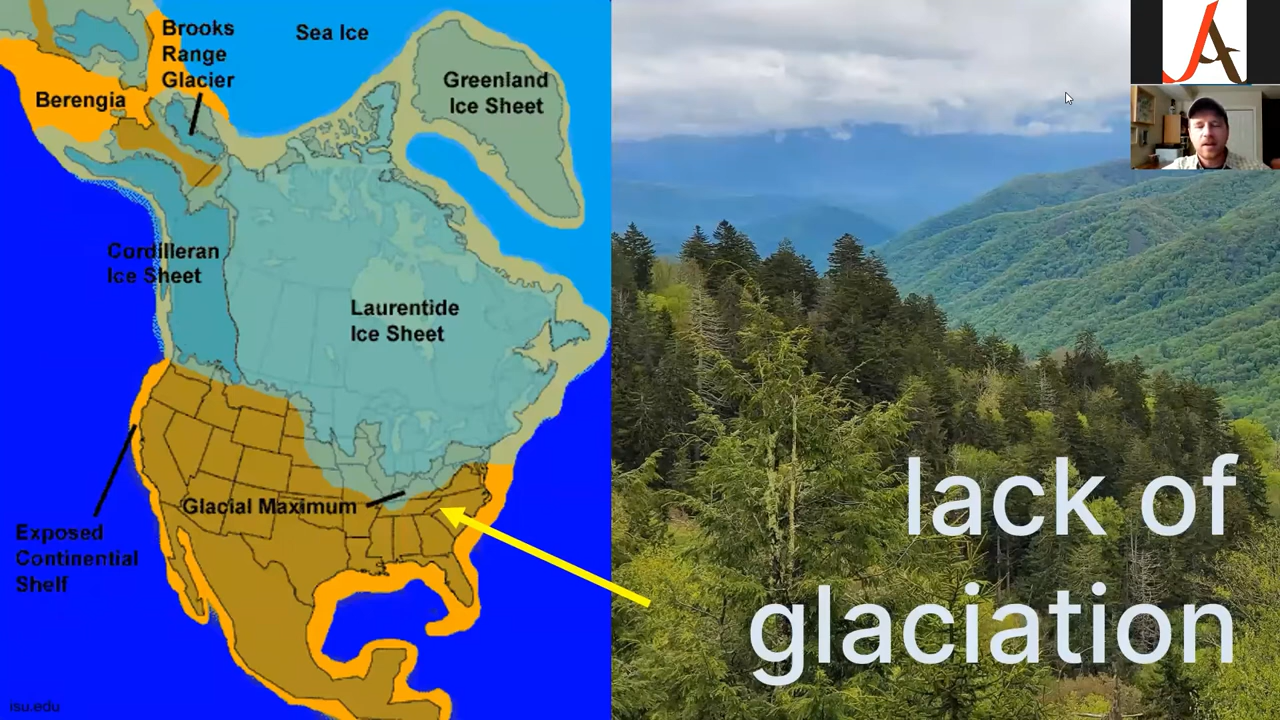 Brooks
Range
Glacier
Sea Ice
Greenland
Ice Sheet
Berengia
Cordilleran
Ice Sheet
Laurentide
Ice Sheet
Glacial Maximum
Exposed
Continental
Shelf
isu.edu
lack of
glaciation